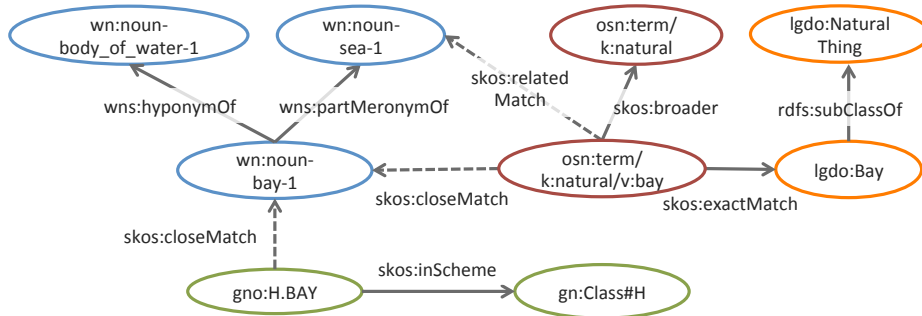 wn:noun-
body_of_water-1
wn:noun-
sea-1
osn:term/
k:natural
lgdo:Natural
Thing
skos:related
Match
wns:hyponymOf
wns:partMeronymOf
skos:broader
rdfs:subClassOf
wn:noun-
bay-1
osn:term/
k:natural/v:bay
lgdo:Bay
skos:closeMatch
skos:exactMatch
skos:closeMatch
skos:inScheme
gno:H.BAY
gn:Class#H